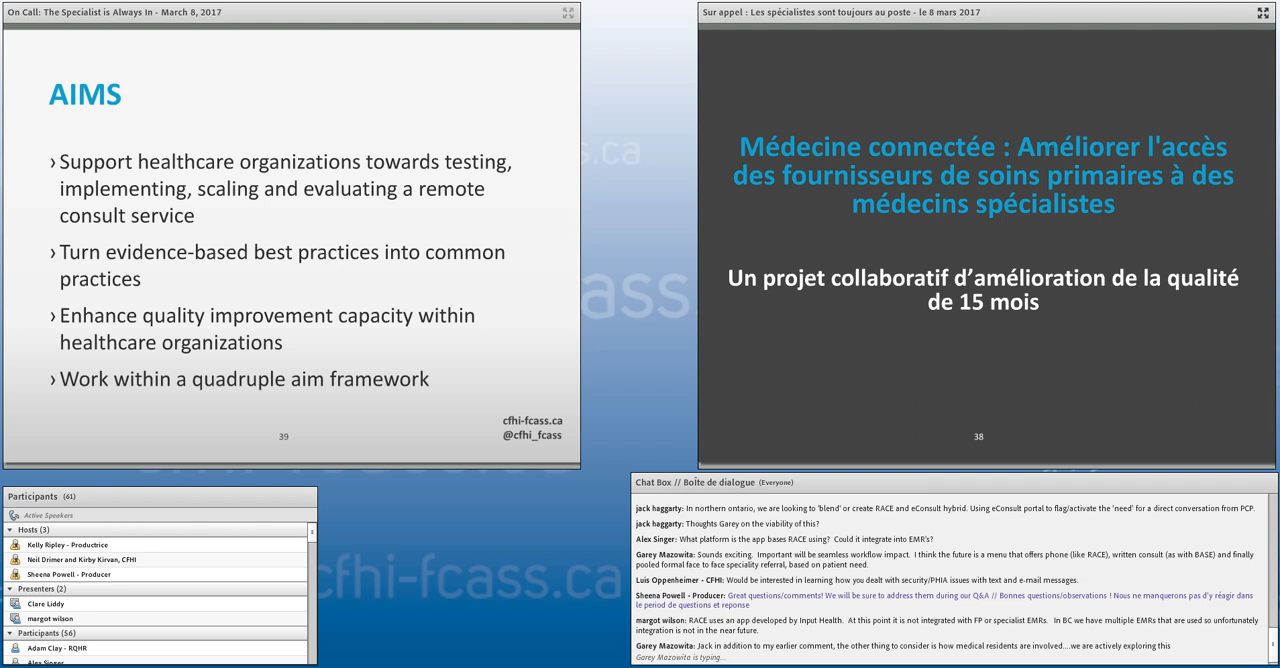 On Call: The Specialist is Always In - March 8, 2017
AIMS
› Support healthcare organizations towards testing,
implementing, scaling and evaluating a remote
consult service
› Turn evidence-based best practices into common
practices
› Enhance quality improvement capacity within
healthcare organizations
› Work within a quadruple aim framework
cfhi-fcass.ca
@cfhi_fcass
39
Sur appel : Les spécialistes sont toujours au poste - le 8 mars 2017
Médecine connectée : Améliorer l'accès
des fournisseurs de soins primaires à des
médecins spécialistes
Un projet collaboratif d’amélioration de la qualité
de 15 mois
38
s.ca
ass.
cfhi-fcass.ca
Participants (61)
Active Speakers
Hosts (3)
Kelly Ripley - Productrice
Neil Drimer and Kirby Kirvan, CFHI
Sheena Powell - Producer
Presenters (2)
Clare Liddy
margot wilson
Participants (56)
Adam Clay - RQHR
Alex Singer
Chat Box // Boîte de dialogue (Everyone)
jack haggarty: In northern ontario, we are looking to 'blend' or create RACE and eConsult hybrid. Using eConsult portal to flag/activate the 'need' for a direct conversation from PCP.
jack haggarty: Thoughts Garey on the viability of this?
Alex Singer: What platform is the app bases RACE using? Could it integrate into EMR's?
Garey Mazowita: Sounds exciting. Important will be seamless workflow impact. I think the future is a menu that offers phone (like RACE), written consult (as with BASE) and finally
pooled formal face to face speciality referral, based on patient need.
Luis Oppenheimer - CFHI: Would be interested in learning how you dealt with security/PHIA issues with text and e-mail messages.
Sheena Powell - Producer: Great questions/comments! We will be sure to address them during our Q&A // Bonnes questions/observations ! Nous ne manquerons pas d'y réagir dans
le period de questions et reponse
margot wilson: RACE uses an app developed by Input Health. At this point it is not integrated with FP or specialist EMRs. In BC we have multiple EMRs that are used so unfortunately
integration is not in the near future.
Garey Mazowita: Jack in addition to my earlier comment, the other thing to consider is how medical residents are involved....we are actively exploring this
Garey Mazowita is typing...